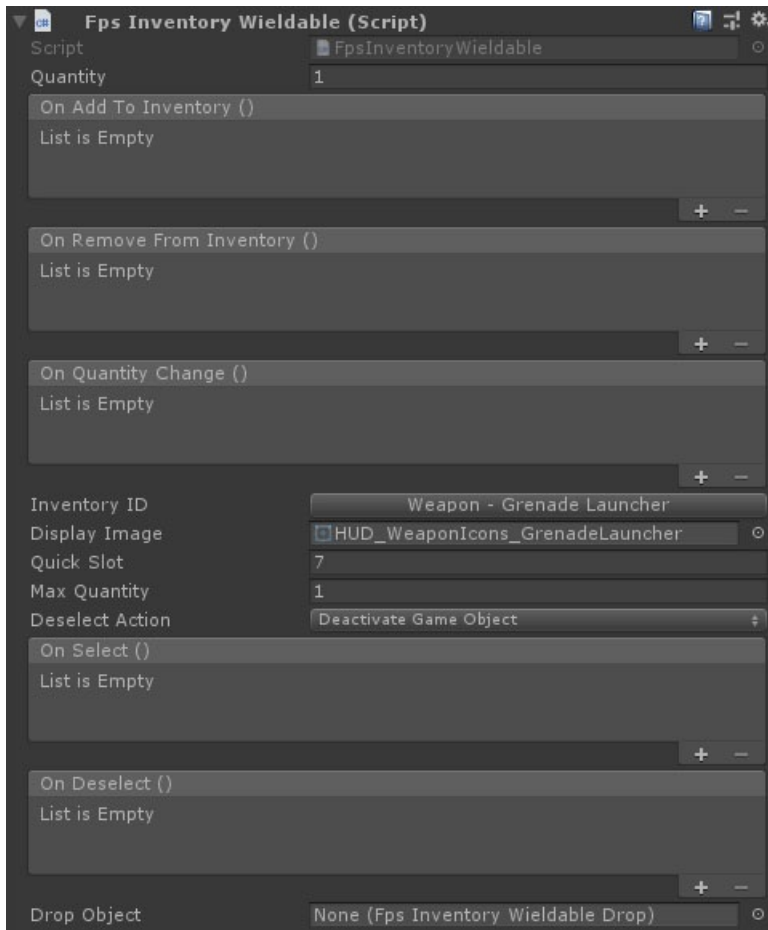 Fps Inventory Wieldable (Script)
Script FpsInventoryWieldable
Quantity 1
On Add To Inventory ()
List is Empty
+ −
On Remove From Inventory ()
List is Empty
+ −
On Quantity Change ()
List is Empty
+ −
Inventory ID Weapon - Grenade Launcher
Display Image HUD_WeaponIcons_GrenadeLauncher
Quick Slot 7
Max Quantity 1
Deselect Action Deactivate Game Object
On Select ()
List is Empty
+ −
On Deselect ()
List is Empty
+ −
Drop Object None (Fps Inventory Wieldable Drop)